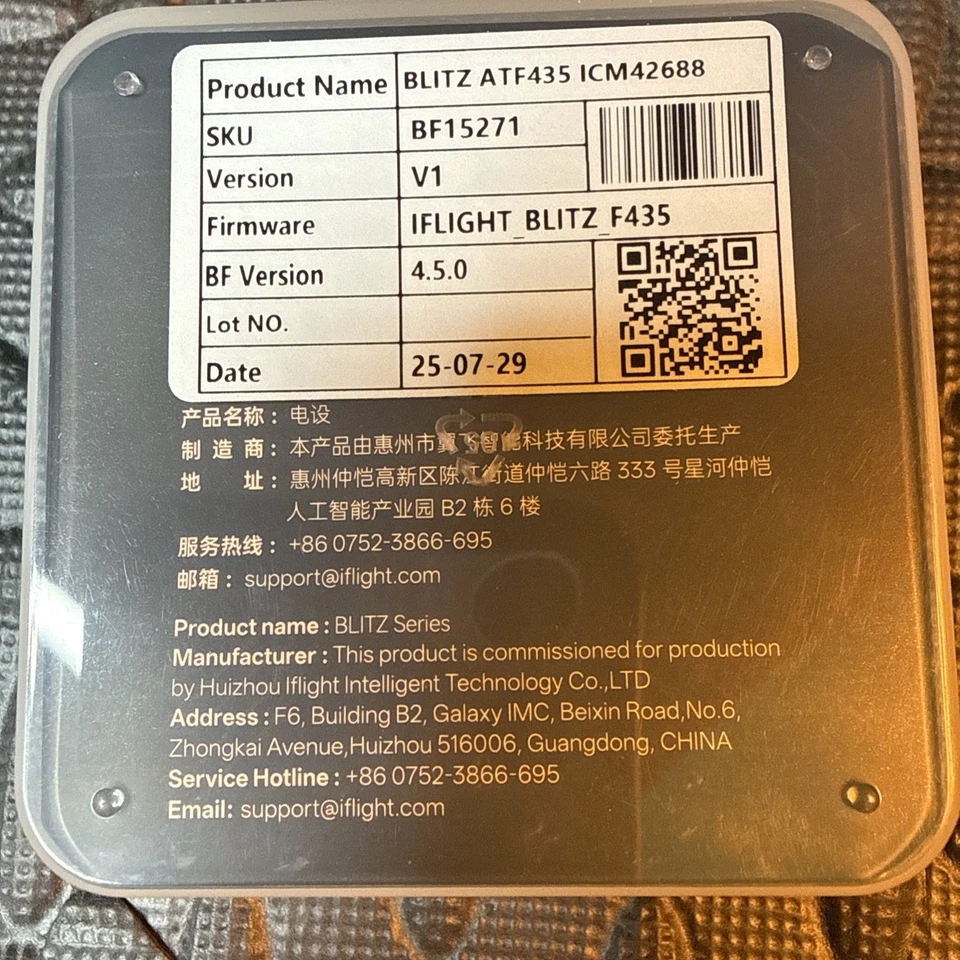 Product Name BLITZ ATF435 ICM42688
SKU BF15271
Version V1
Firmware IFLIGHT_BLITZ_F435
BF Version 4.5.0
Lot NO.
Date 25-07-29
产品名称：电设
制造商：本产品由惠州市翼飞智能科技有限公司委托生产
地址：惠州仲恺高新区陈江街道仲恺六路 333 号星河仲恺
人工智能产业园 B2 栋 6 楼
服务热线：+86 0752-3866-695
邮箱：support@iflight.com
Product name : BLITZ Series
Manufacturer : This product is commissioned for production
by Huizhou Iflight Intelligent Technology Co.,LTD
Address : F6, Building B2, Galaxy IMC, Beixin Road,No.6,
Zhongkai Avenue,Huizhou 516006, Guangdong, CHINA
Service Hotline : +86 0752-3866-695
Email: support@iflight.com